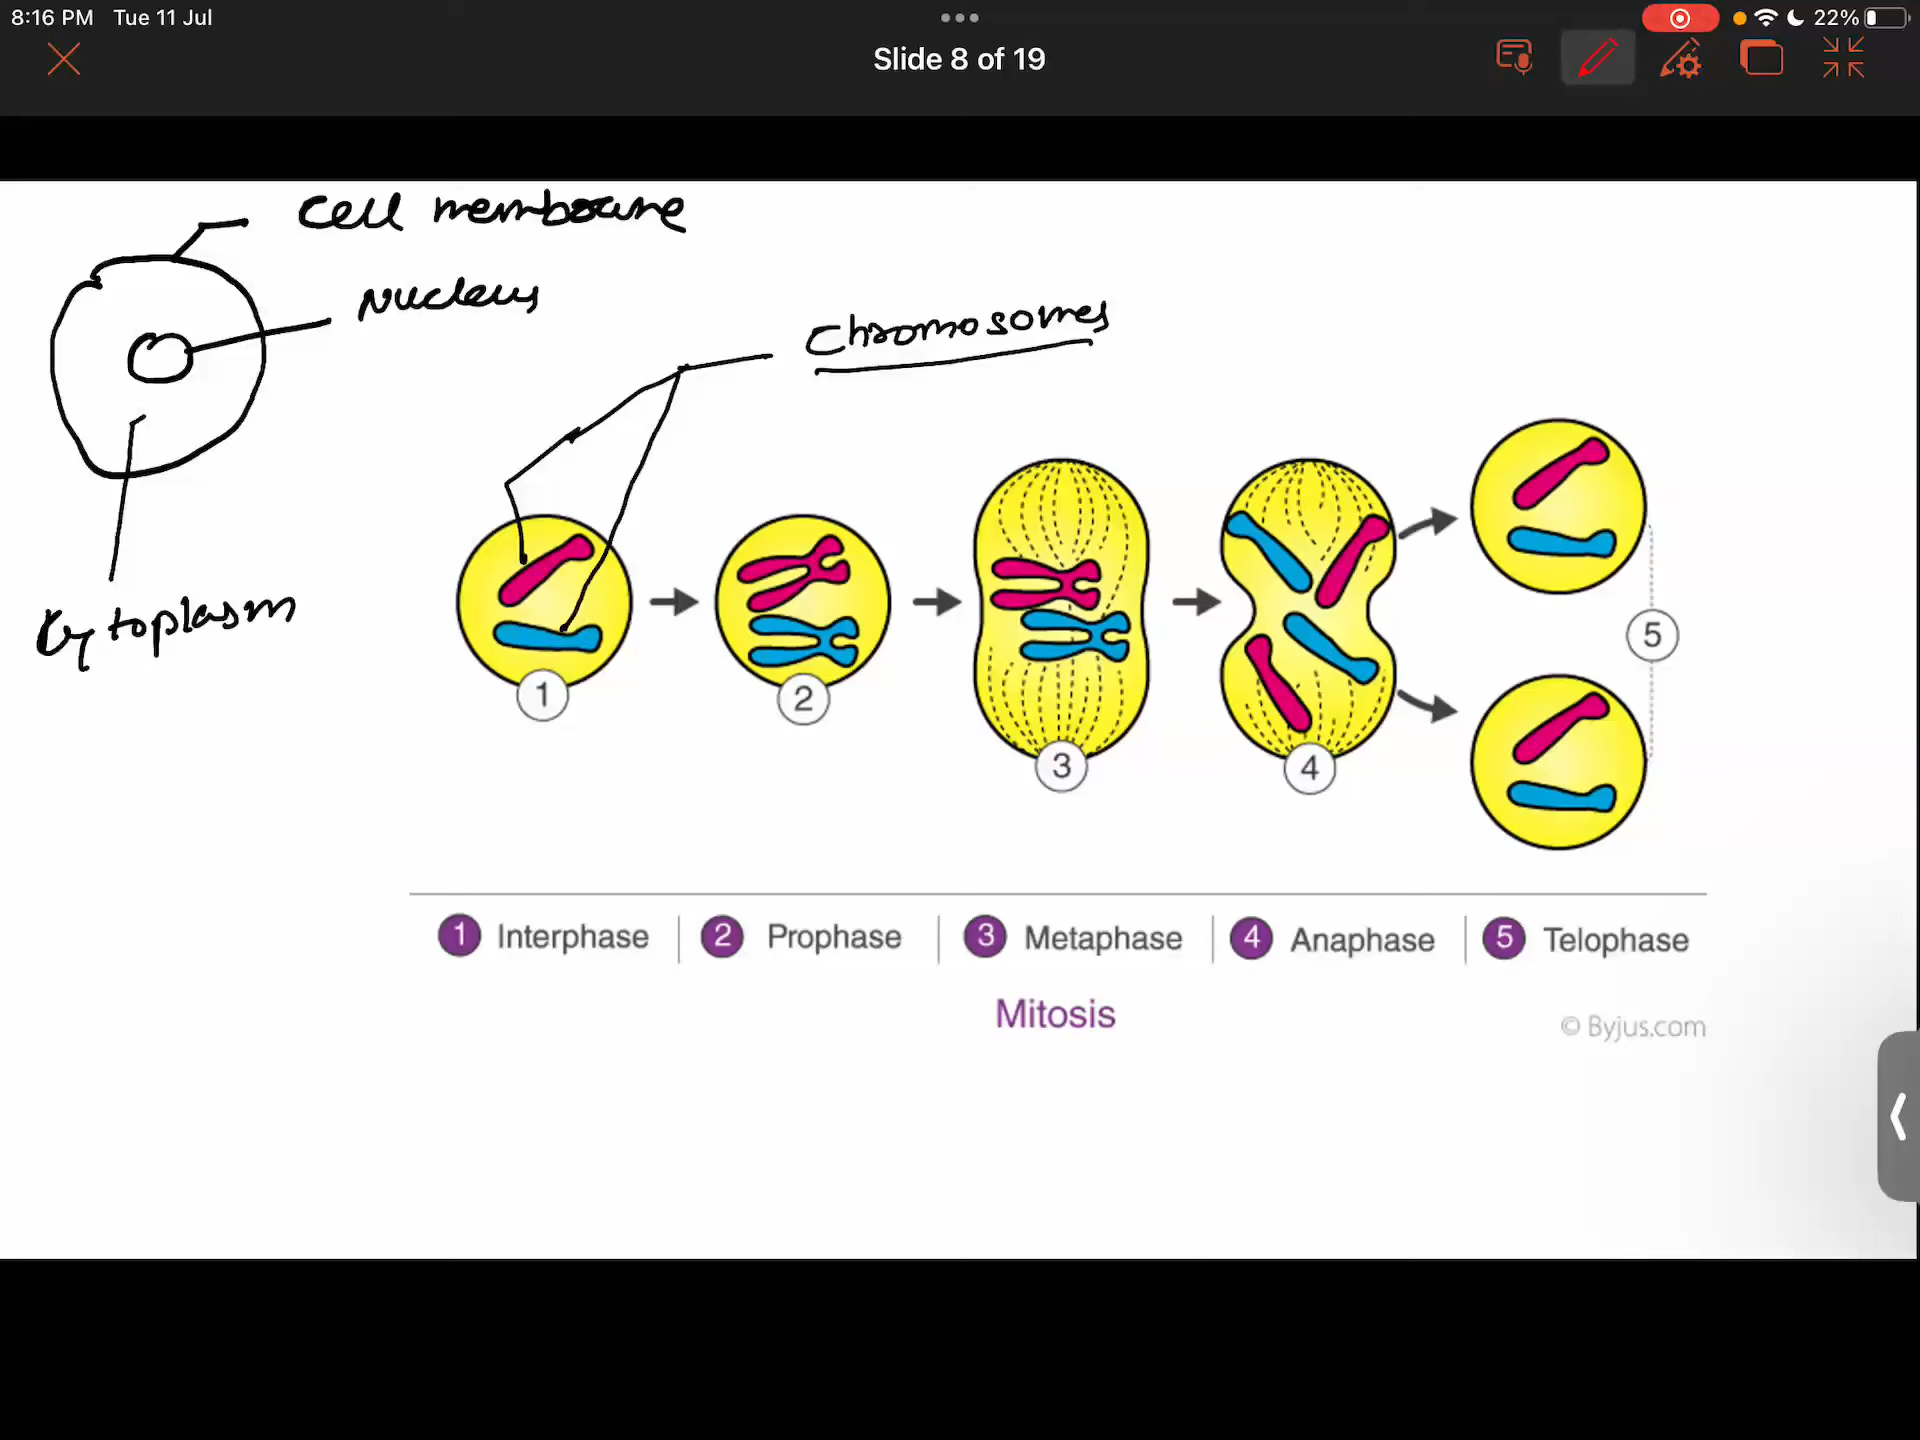 8:16 PM Tue 11 Jul
22%
Slide 8 of 19
Cell membrane
Nucleus
Chromosomes
Cytoplasm
1
2
3
4
5
1 Interphase
2 Prophase
3 Metaphase
4 Anaphase
5 Telophase
Mitosis
© Byjus.com